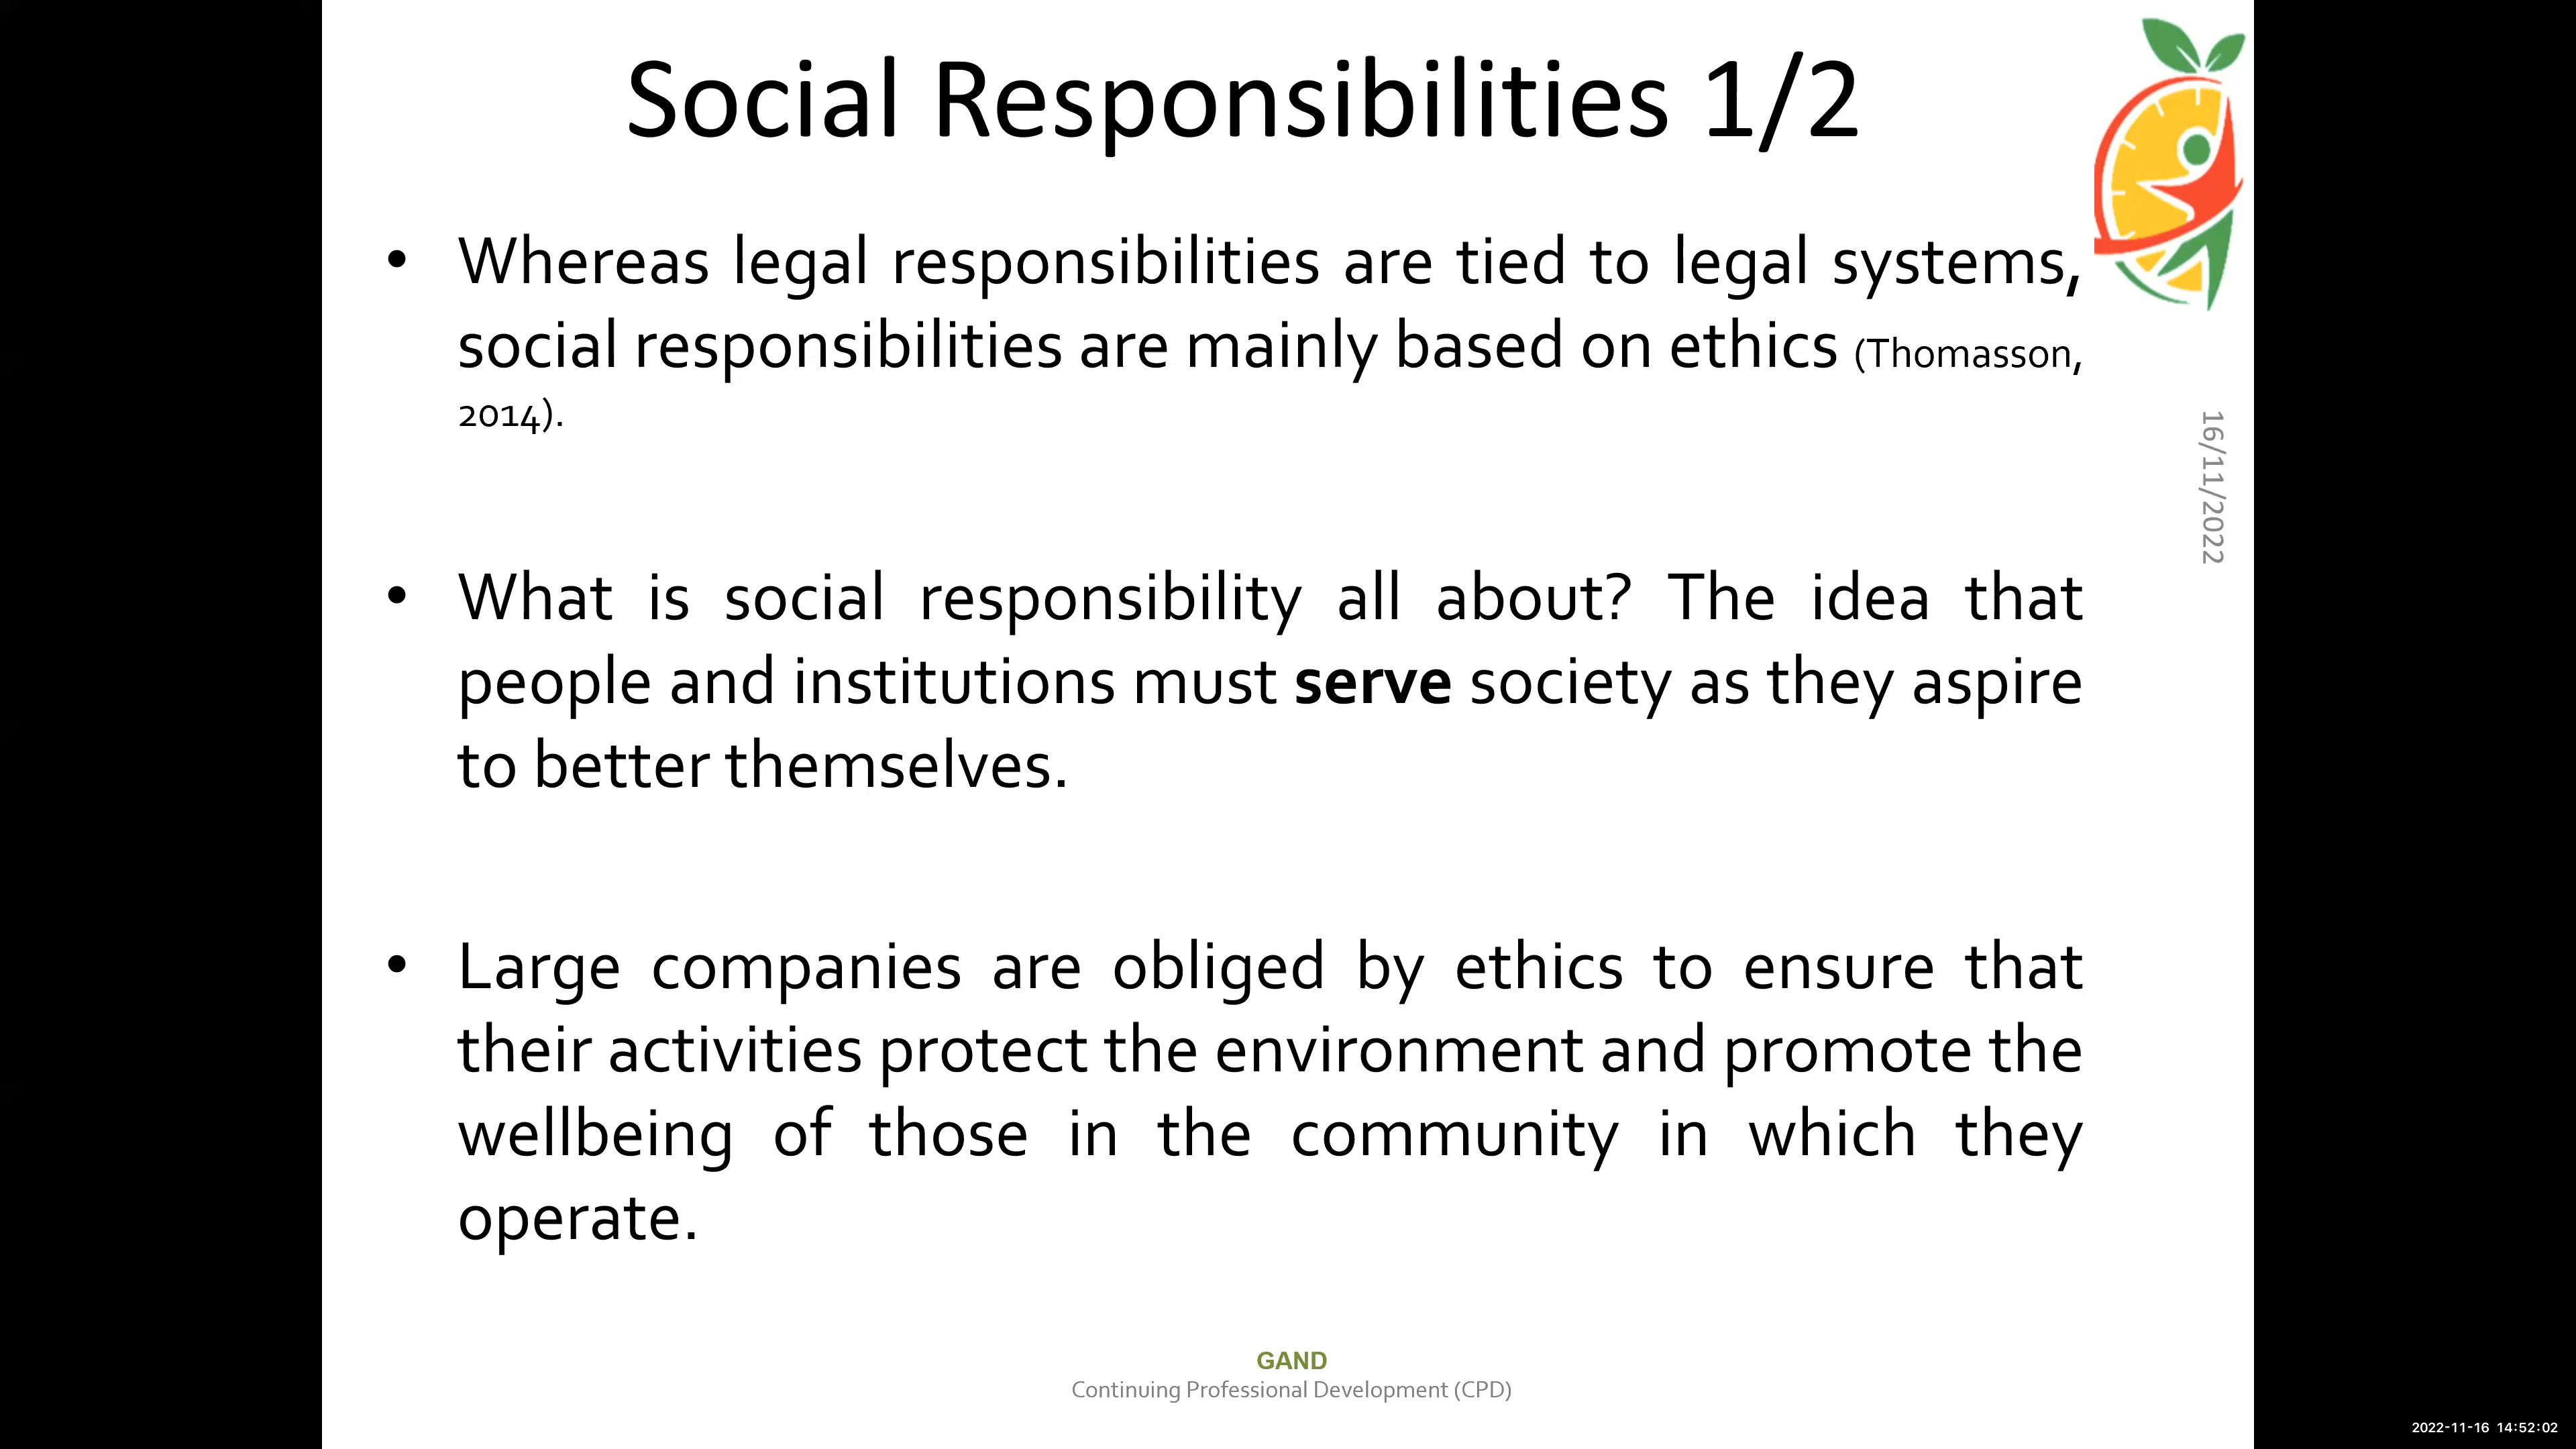 Social Responsibilities 1/2
• Whereas legal responsibilities are tied to legal systems,
social responsibilities are mainly based on ethics (Thomasson,
2014).
16/11/2022
• What is social responsibility all about? The idea that
people and institutions must serve society as they aspire
to better themselves.
• Large companies are obliged by ethics to ensure that
their activities protect the environment and promote the
wellbeing of those in the community in which they
operate.
GAND
Continuing Professional Development (CPD)
2022-11-16 14:52:02